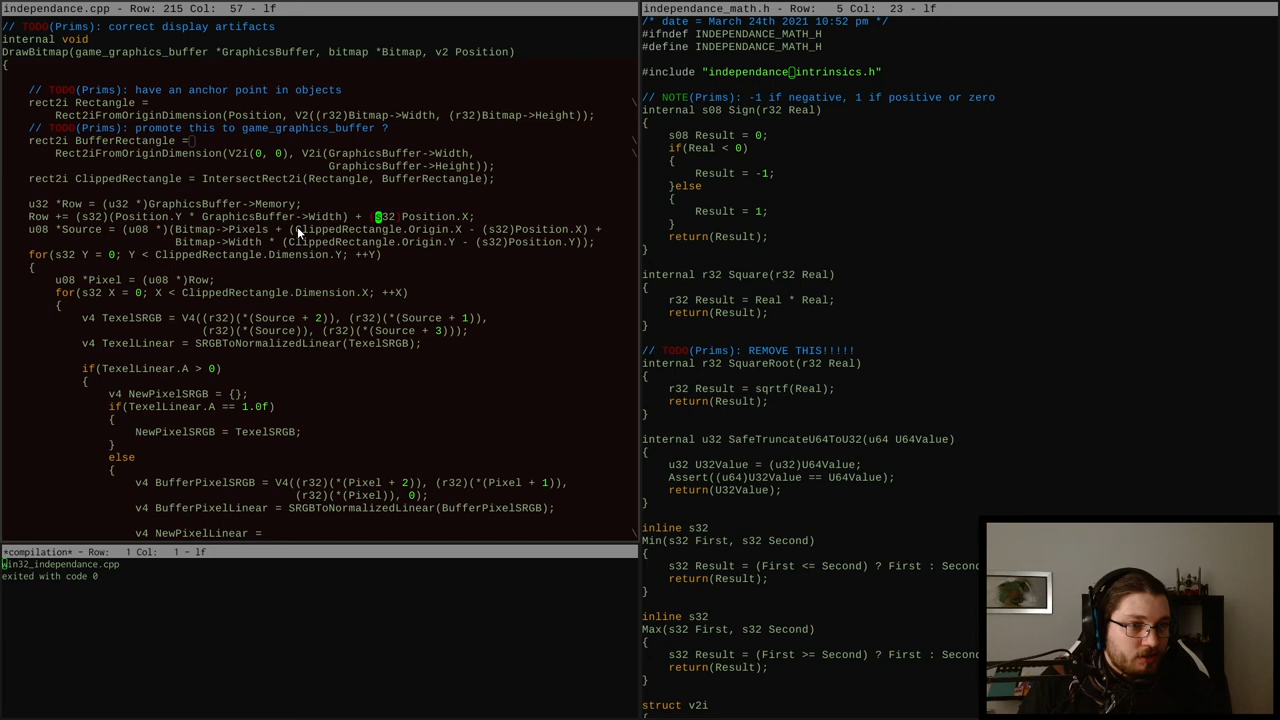 independance.cpp - Row: 215 Col:  57 - lf
// TODO(Prims): correct display artifacts
internal void
DrawBitmap(game_graphics_buffer *GraphicsBuffer, bitmap *Bitmap, v2 Position)
{
// TODO(Prims): have an anchor point in objects
rect2i Rectangle = \
Rect2iFromOriginDimension(Position, V2((r32)Bitmap->Width, (r32)Bitmap->Height));
// TODO(Prims): promote this to game_graphics_buffer ?
rect2i BufferRectangle = \
Rect2iFromOriginDimension(V2i(0, 0), V2i(GraphicsBuffer->Width, \
GraphicsBuffer->Height));
rect2i ClippedRectangle = IntersectRect2i(Rectangle, BufferRectangle);
u32 *Row = (u32 *)GraphicsBuffer->Memory;
Row += (s32)(Position.Y * GraphicsBuffer->Width) + (s32)Position.X;
u08 *Source = (u08 *)(Bitmap->Pixels + (ClippedRectangle.Origin.X - (s32)Position.X) +
Bitmap->Width * (ClippedRectangle.Origin.Y - (s32)Position.Y));
for(s32 Y = 0; Y < ClippedRectangle.Dimension.Y; ++Y)
{
u08 *Pixel = (u08 *)Row;
for(s32 X = 0; X < ClippedRectangle.Dimension.X; ++X)
{
v4 TexelSRGB = V4((r32)(*(Source + 2)), (r32)(*(Source + 1)),
(r32)(*(Source)), (r32)(*(Source + 3)));
v4 TexelLinear = SRGBToNormalizedLinear(TexelSRGB);
if(TexelLinear.A > 0)
{
v4 NewPixelSRGB = {};
if(TexelLinear.A == 1.0f)
{
NewPixelSRGB = TexelSRGB;
}
else
{
v4 BufferPixelSRGB = V4((r32)(*(Pixel + 2)), (r32)(*(Pixel + 1)),
(r32)(*(Pixel)), 0);
v4 BufferPixelLinear = SRGBToNormalizedLinear(BufferPixelSRGB);
v4 NewPixelLinear = \
*compilation* - Row:   1 Col:   1 - lf
win32_independance.cpp
exited with code 0
independance_math.h - Row:   5 Col:  23 - lf
/* date = March 24th 2021 10:52 pm */
#ifndef INDEPENDANCE_MATH_H
#define INDEPENDANCE_MATH_H
#include "independance_intrinsics.h"
// NOTE(Prims): -1 if negative, 1 if positive or zero
internal s08 Sign(r32 Real)
{
s08 Result = 0;
if(Real < 0)
{
Result = -1;
}else
{
Result = 1;
}
return(Result);
}
internal r32 Square(r32 Real)
{
r32 Result = Real * Real;
return(Result);
}
// TODO(Prims): REMOVE THIS!!!!!
internal r32 SquareRoot(r32 Real)
{
r32 Result = sqrtf(Real);
return(Result);
}
internal u32 SafeTruncateU64ToU32(u64 U64Value)
{
u32 U32Value = (u32)U64Value;
Assert((u64)U32Value == U64Value);
return(U32Value);
}
inline s32
Min(s32 First, s32 Second)
{
s32 Result = (First <= Second) ? First : Secon
return(Result);
}
inline s32
Max(s32 First, s32 Second)
{
s32 Result = (First >= Second) ? First : Secon
return(Result);
}
struct v2i